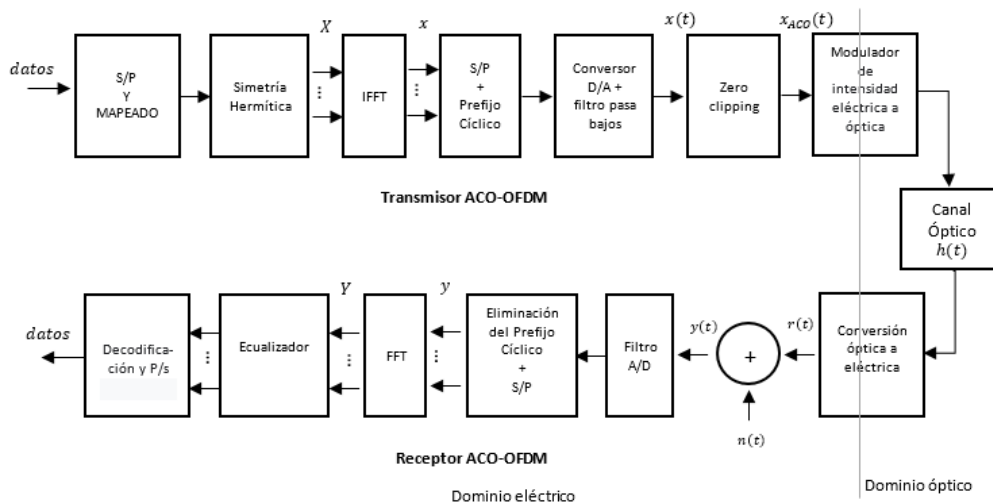 X
x
x(t)
x_ACO(t)
datos
S/P
Y
MAPEADO
Simetría
Hermítica
IFFT
S/P
+
Prefijo
Cíclico
Conversor
D/A +
filtro pasa
bajos
Zero
clipping
Modulador
de
intensidad
eléctrica a
óptica
Transmisor ACO-OFDM
Canal
Óptico
h(t)
datos
Decodifica-
ción y P/s
Ecualizador
Y
FFT
y
Eliminación
del Prefijo
Cíclico
+
S/P
Filtro
A/D
y(t)
+
n(t)
r(t)
Conversión
óptica a
eléctrica
Receptor ACO-OFDM
Dominio eléctrico
Dominio óptico